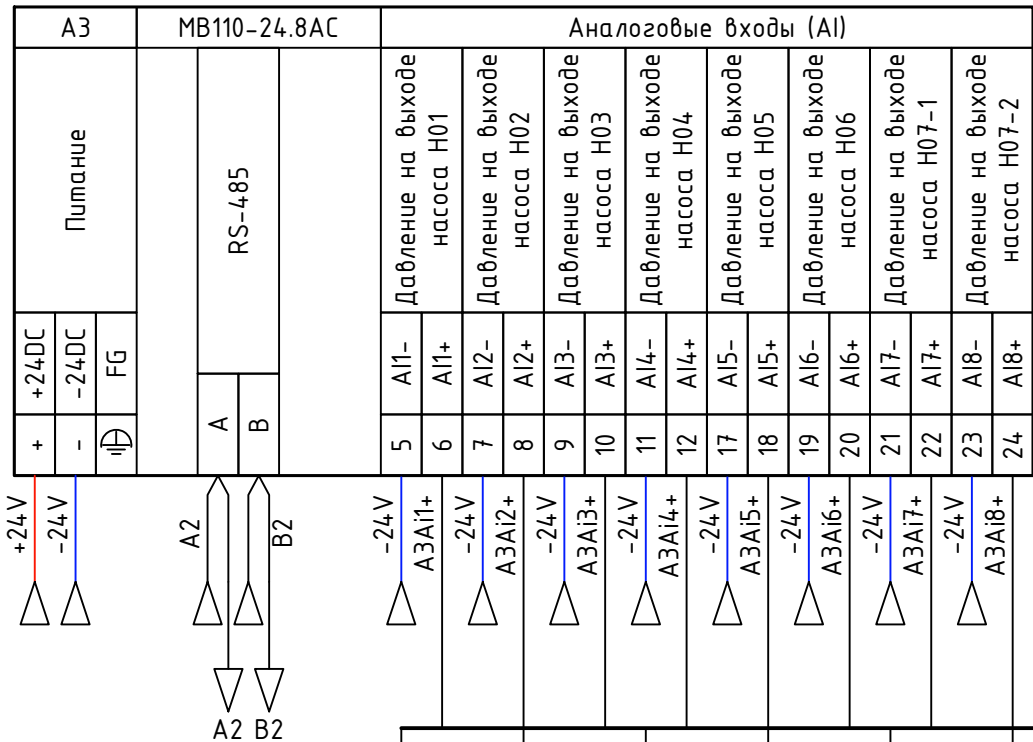 А3
МВ110-24.8АС
Аналоговые входы (AI)
Питание
RS-485
Давление на выходе
насоса Н01
Давление на выходе
насоса Н02
Давление на выходе
насоса Н03
Давление на выходе
насоса Н04
Давление на выходе
насоса Н05
Давление на выходе
насоса Н06
Давление на выходе
насоса Н07-1
Давление на выходе
насоса Н07-2
+24DC
-24DC
FG
AI1-
AI1+
AI2-
AI2+
AI3-
AI3+
AI4-
AI4+
AI5-
AI5+
AI6-
AI6+
AI7-
AI7+
AI8-
AI8+
+
-
A
B
5
6
7
8
9
10
11
12
17
18
19
20
21
22
23
24
+24V
-24V
A2
B2
-24V
A3Ai1+
-24V
A3Ai2+
-24V
A3Ai3+
-24V
A3Ai4+
-24V
A3Ai5+
-24V
A3Ai6+
-24V
A3Ai7+
-24V
A3Ai8+
A2 B2